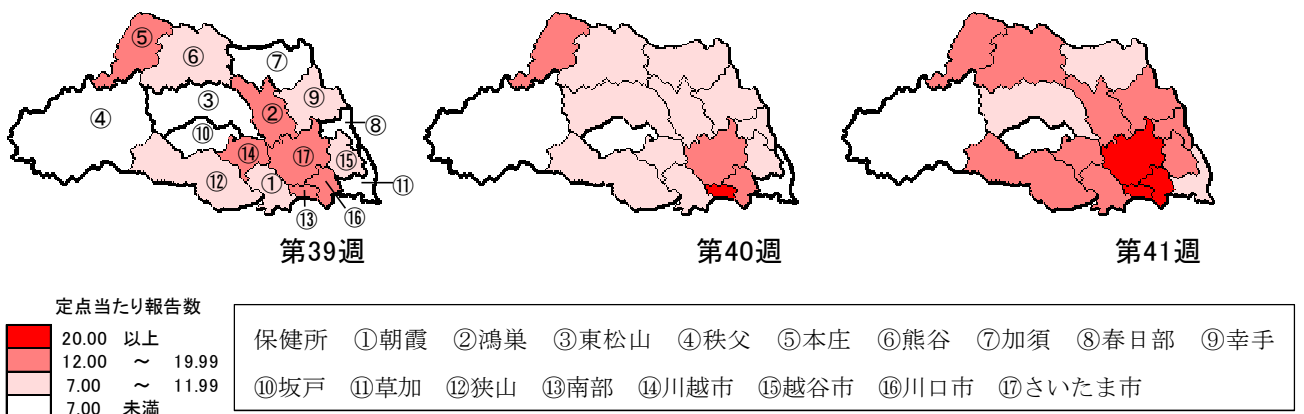 ⑤
⑥
⑦
④
③
②
⑨
⑧
⑩
⑭
⑰
⑮
⑫
①
⑪
⑬
⑯
第39週
第40週
第41週
定点当たり報告数
20.00 以上
12.00 ～ 19.99
7.00 ～ 11.99
7.00 未満
保健所 ①朝霞 ②鴻巣 ③東松山 ④秩父 ⑤本庄 ⑥熊谷 ⑦加須 ⑧春日部 ⑨幸手
⑩坂戸 ⑪草加 ⑫狭山 ⑬南部 ⑭川越市 ⑮越谷市 ⑯川口市 ⑰さいたま市